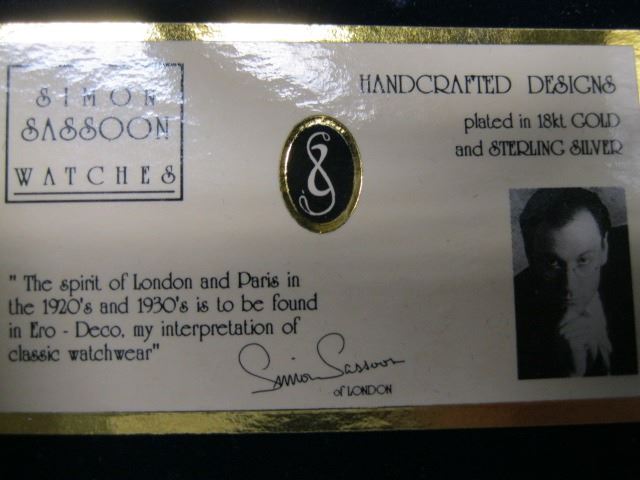 SIMON
SASSOON
WATCHES
HANDCRAFTED DESIGNS
plated in 18kt GOLD
and STERLING SILVER
" The spirit of London and Paris in
the 1920's and 1930's is to be found
in Ero - Deco, my interpretation of
classic watchwear"
Simon Sassoon
of LONDON